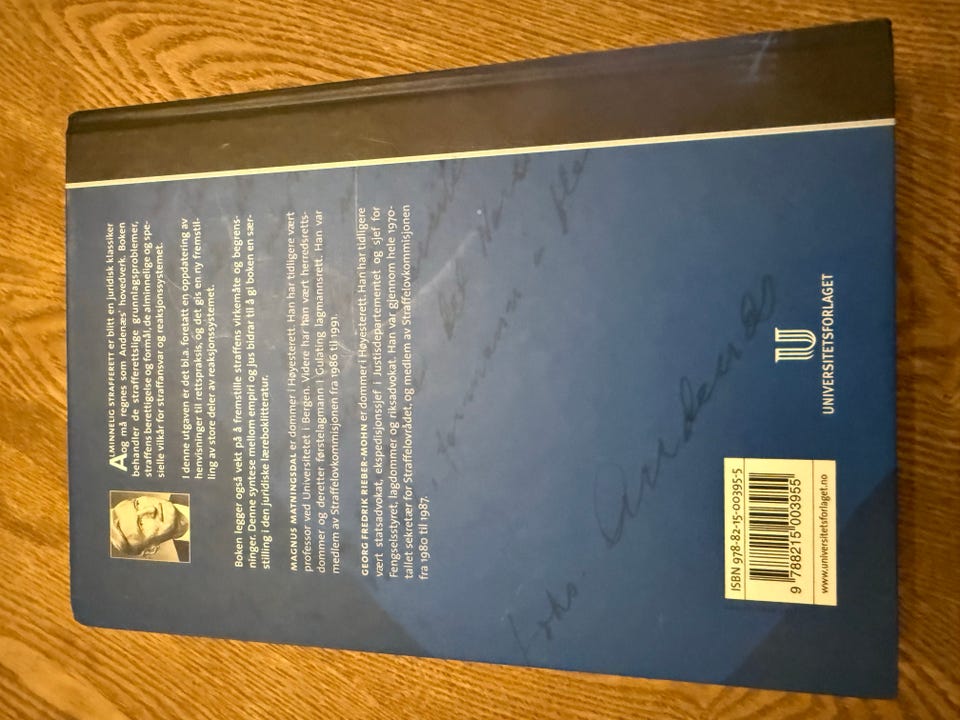 ALMINNELIG STRAFFERETT er blitt en juridisk klassiker
og må regnes som Andenæs' hovedverk. Boken
behandler de strafferettslige grunnlagsproblemer,
straffens berettigelse og formål, de alminnelige og spe-
sielle vilkår for straffansvar og reaksjonssystemet.
I denne utgaven er det bl.a. foretatt en oppdatering av
henvisninger til rettspraksis, og det gis en ny fremstil-
ling av store deler av reaksjonssystemet.
Boken legger også vekt på å fremstille straffens virkemåte og begrens-
ninger. Denne syntese mellom empiri og jus bidrar til å gi boken en sær-
stilling i den juridiske læreboklitteratur.
MAGNUS MATNINGSDAL er dommer i Høyesterett. Han har tidligere vært
professor ved Universitetet i Bergen. Videre har han vært herredsretts-
dommer og deretter førstelagmann i Gulating lagmannsrett. Han var
medlem av Straffelovkommisjonen fra 1986 til 1991.
GEORG FREDRIK RIEBER-MOHN er dommer i Høyesterett. Han har tidligere
vært statsadvokat, ekspedisjonssjef i Justisdepartementet og sjef for
Fengselsstyret, lagdommer og riksadvokat. Han var gjennom hele 1970-
tallet sekretær for Straffelovrådet, og medlem av Straffelovkommisjonen
fra 1980 til 1987.
ISBN 978-82-15-00395-5
9 788215 003955
www.universitetsforlaget.no
UNIVERSITETSFORLAGET